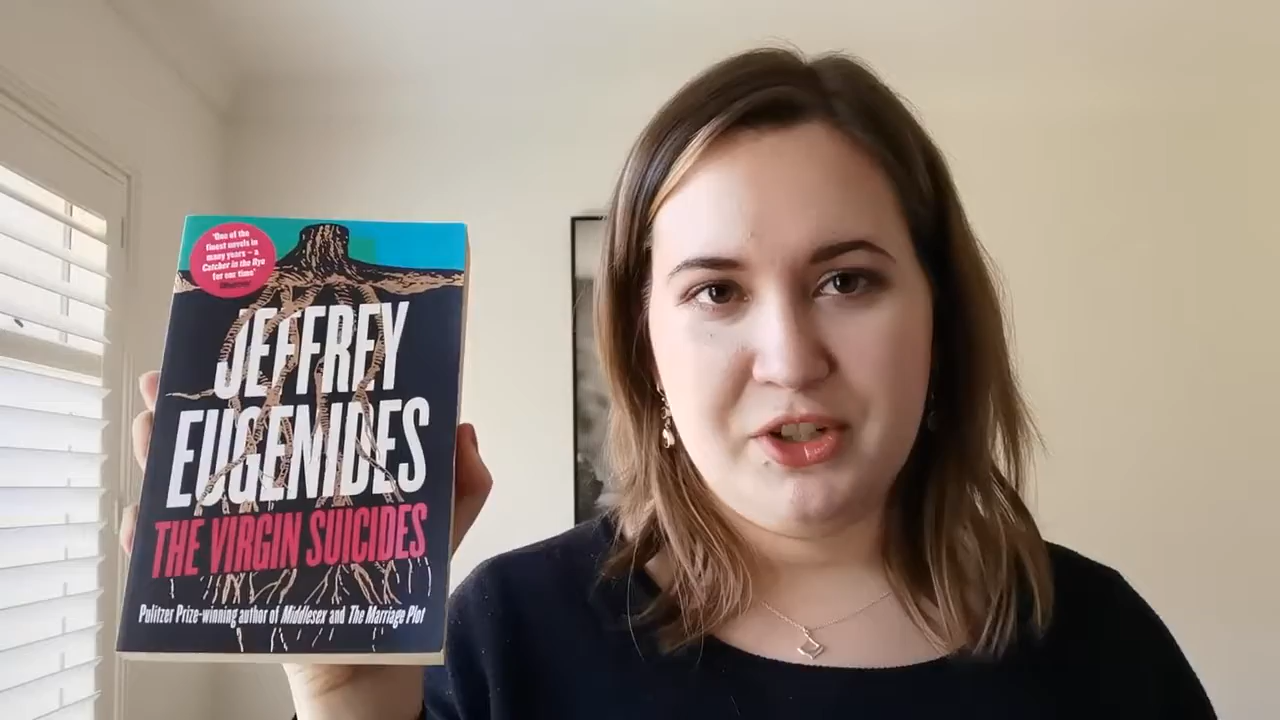 'One of the
finest novels in
many years – a
Catcher in the Rye
for our time'
JEFFREY
EUGENIDES
THE VIRGIN SUICIDES
Pulitzer Prize-winning author of Middlesex and The Marriage Plot